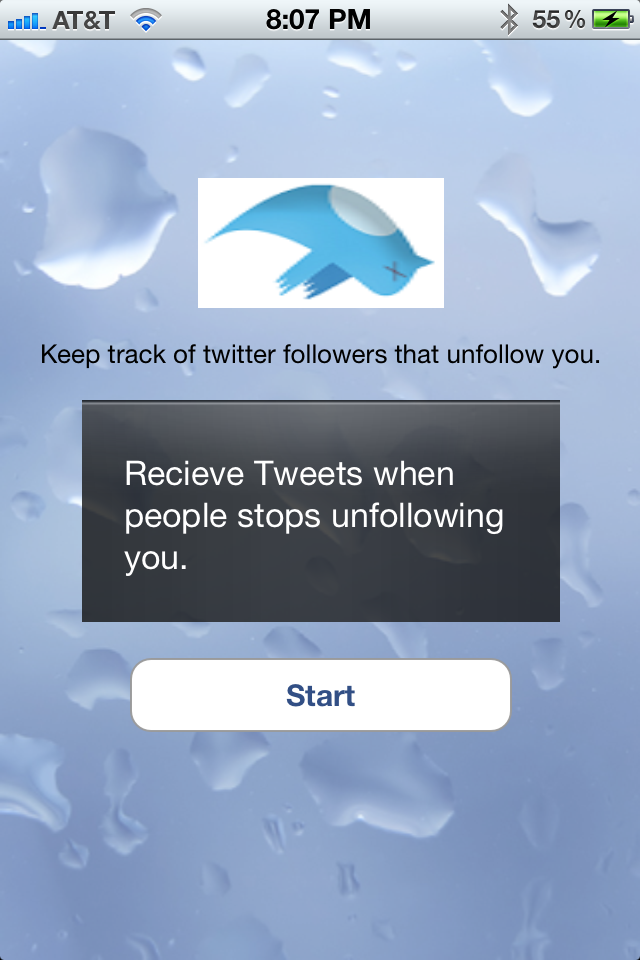 AT&T 8:07 PM 55 %
Keep track of twitter followers that unfollow you.
Recieve Tweets when
people stops unfollowing
you.
Start